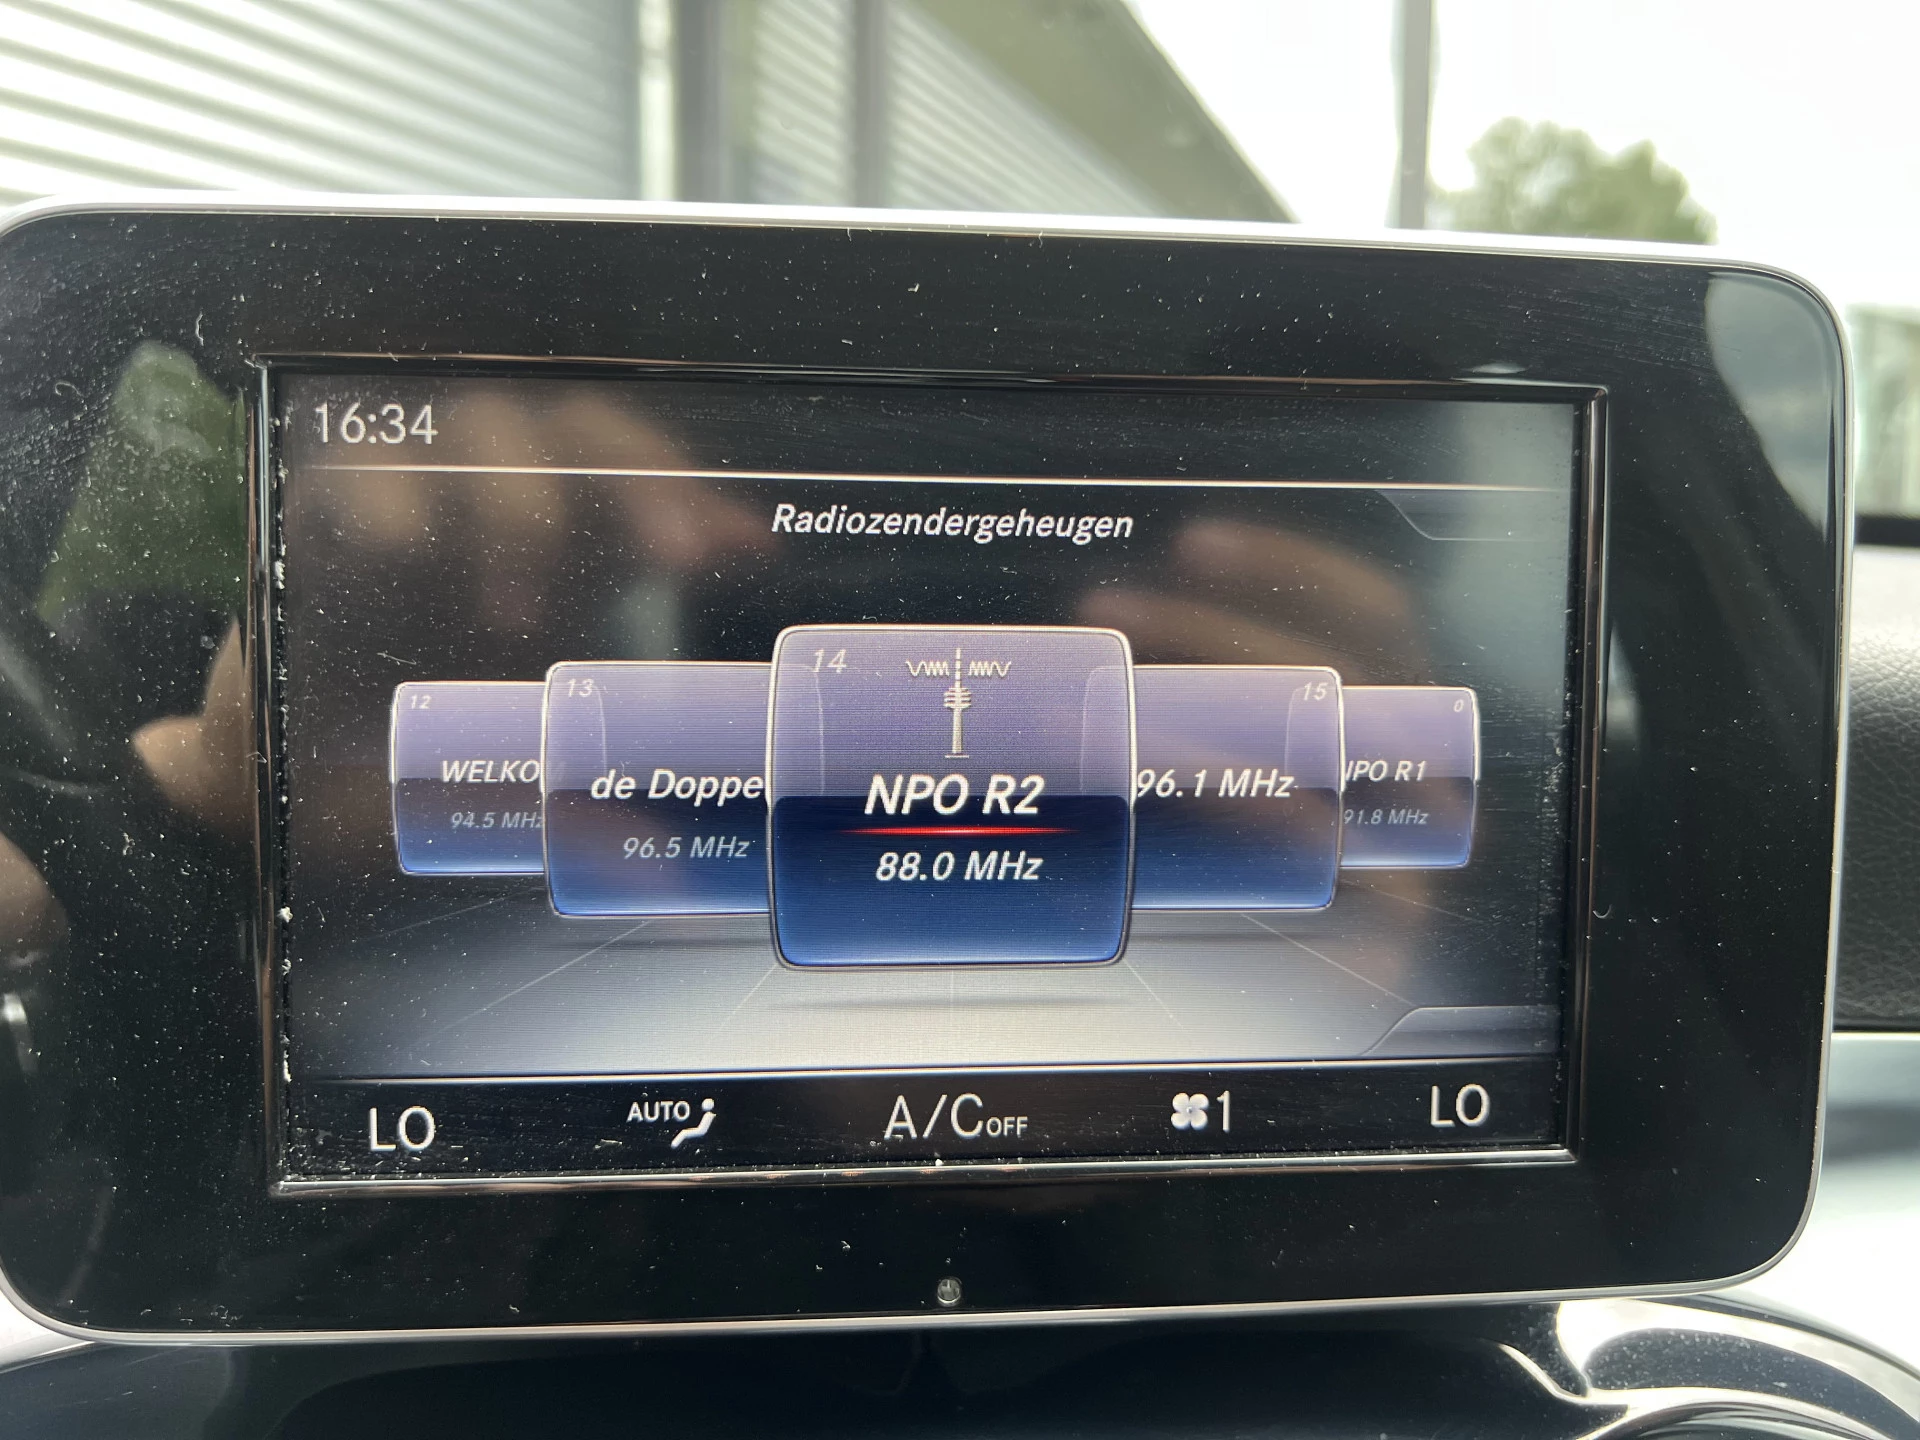 16:34
Radiozendergeheugen
12
WELKO
94.5 MHz
13
de Doppe
96.5 MHz
14
NPO R2
88.0 MHz
15
96.1 MHz
0
NPO R1
91.8 MHz
LO
AUTO
A/C OFF
1
LO